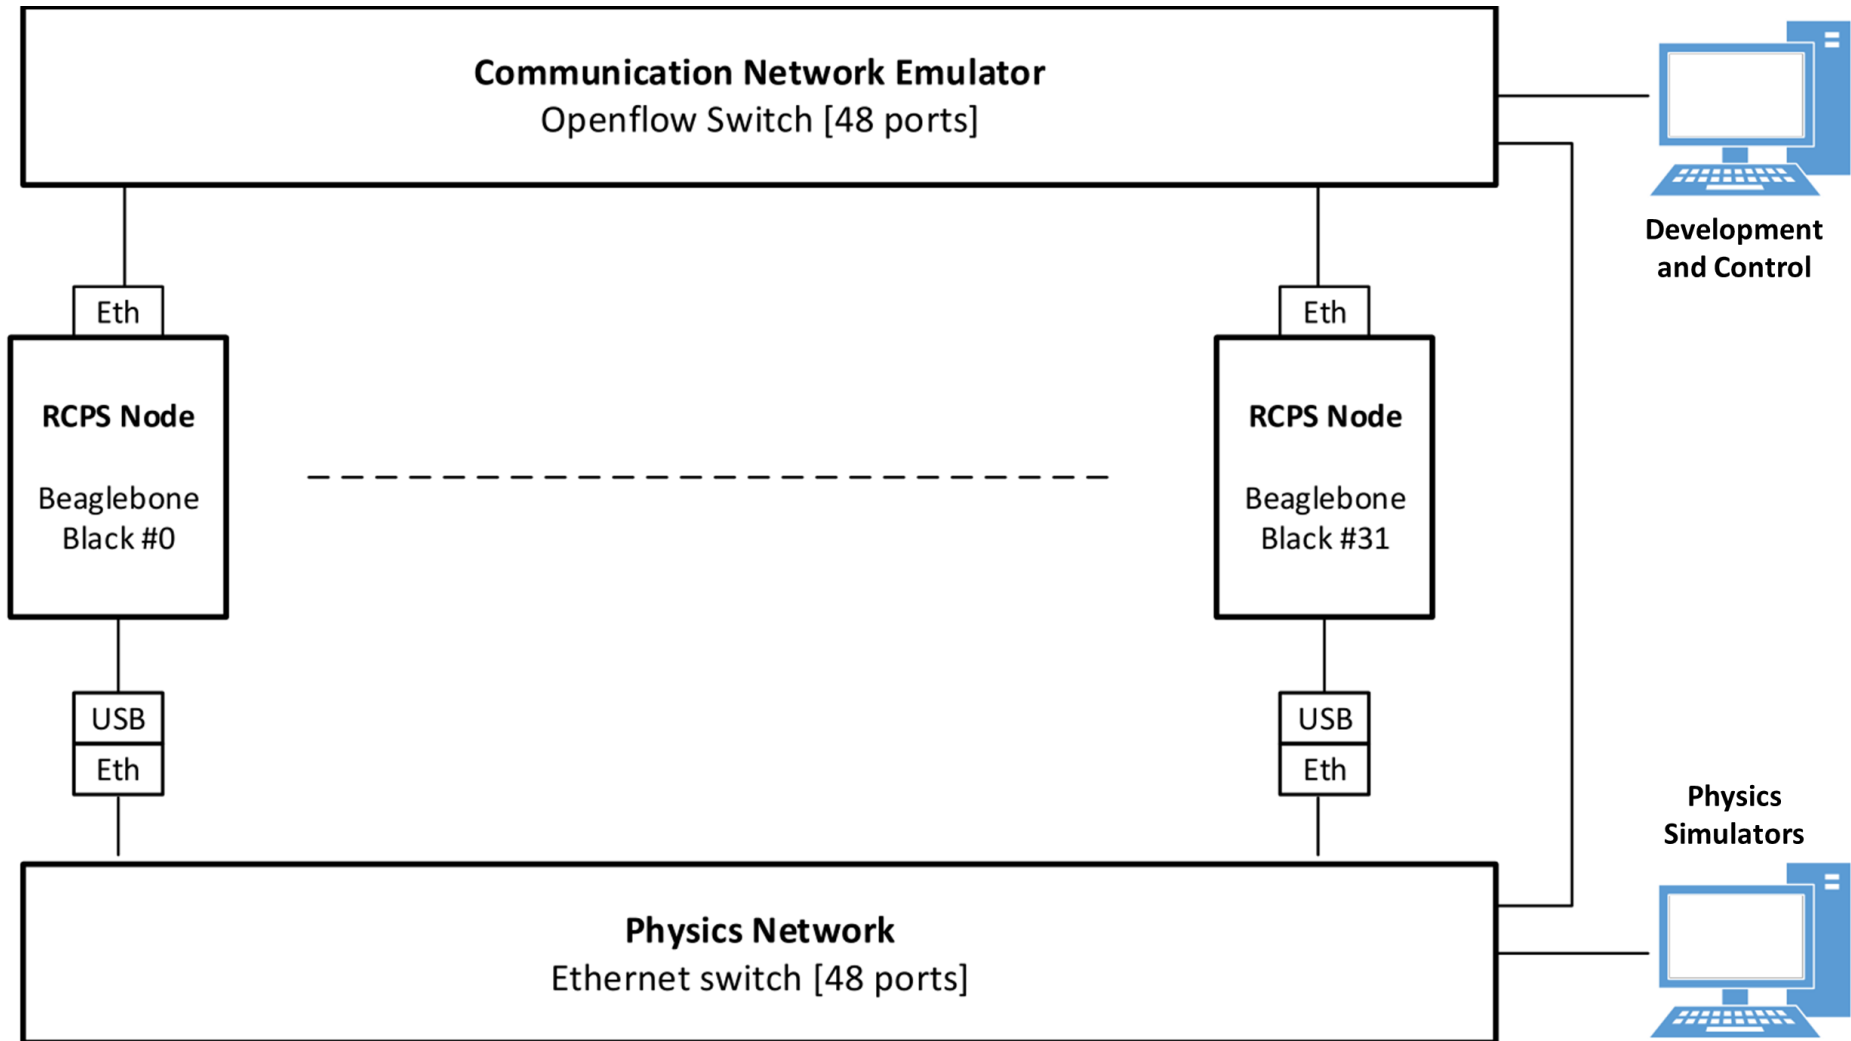 Communication Network Emulator
Openflow Switch [48 ports]
Development
and Control
Eth
Eth
RCPS Node
Beaglebone
Black #0
RCPS Node
Beaglebone
Black #31
USB
Eth
USB
Eth
Physics
Simulators
Physics Network
Ethernet switch [48 ports]